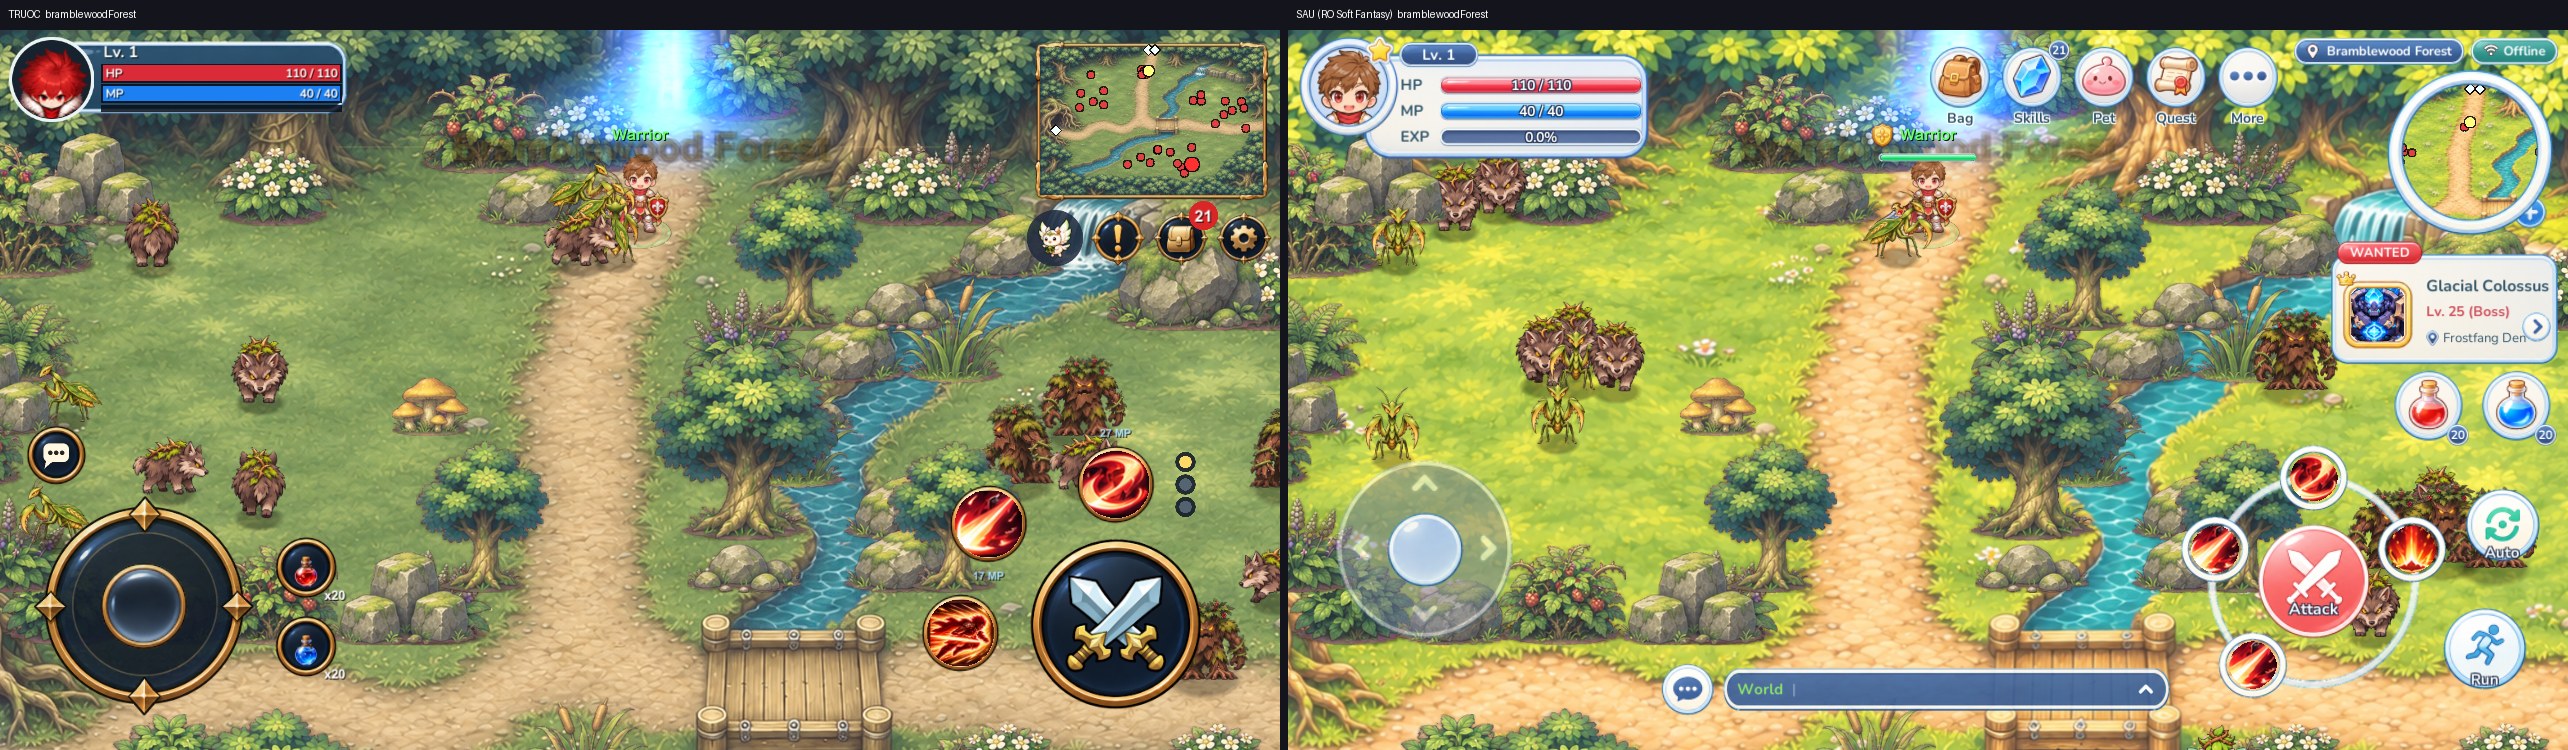 TRUOC bramblewoodForest
Lv. 1
HP 110 / 110
MP 40 / 40
Warrior
21
27 MP
17 MP
x20
x20
SAU (RO Soft Fantasy) bramblewoodForest
Lv. 1
HP 110 / 110
MP 40 / 40
EXP 0.0%
21
Bag Skills Pet Quest More
Bramblewood Forest
Offline
Warrior
WANTED
Glacial Colossus
Lv. 25 (Boss)
Frostfang Den
20 20
Attack
Auto
Run
World